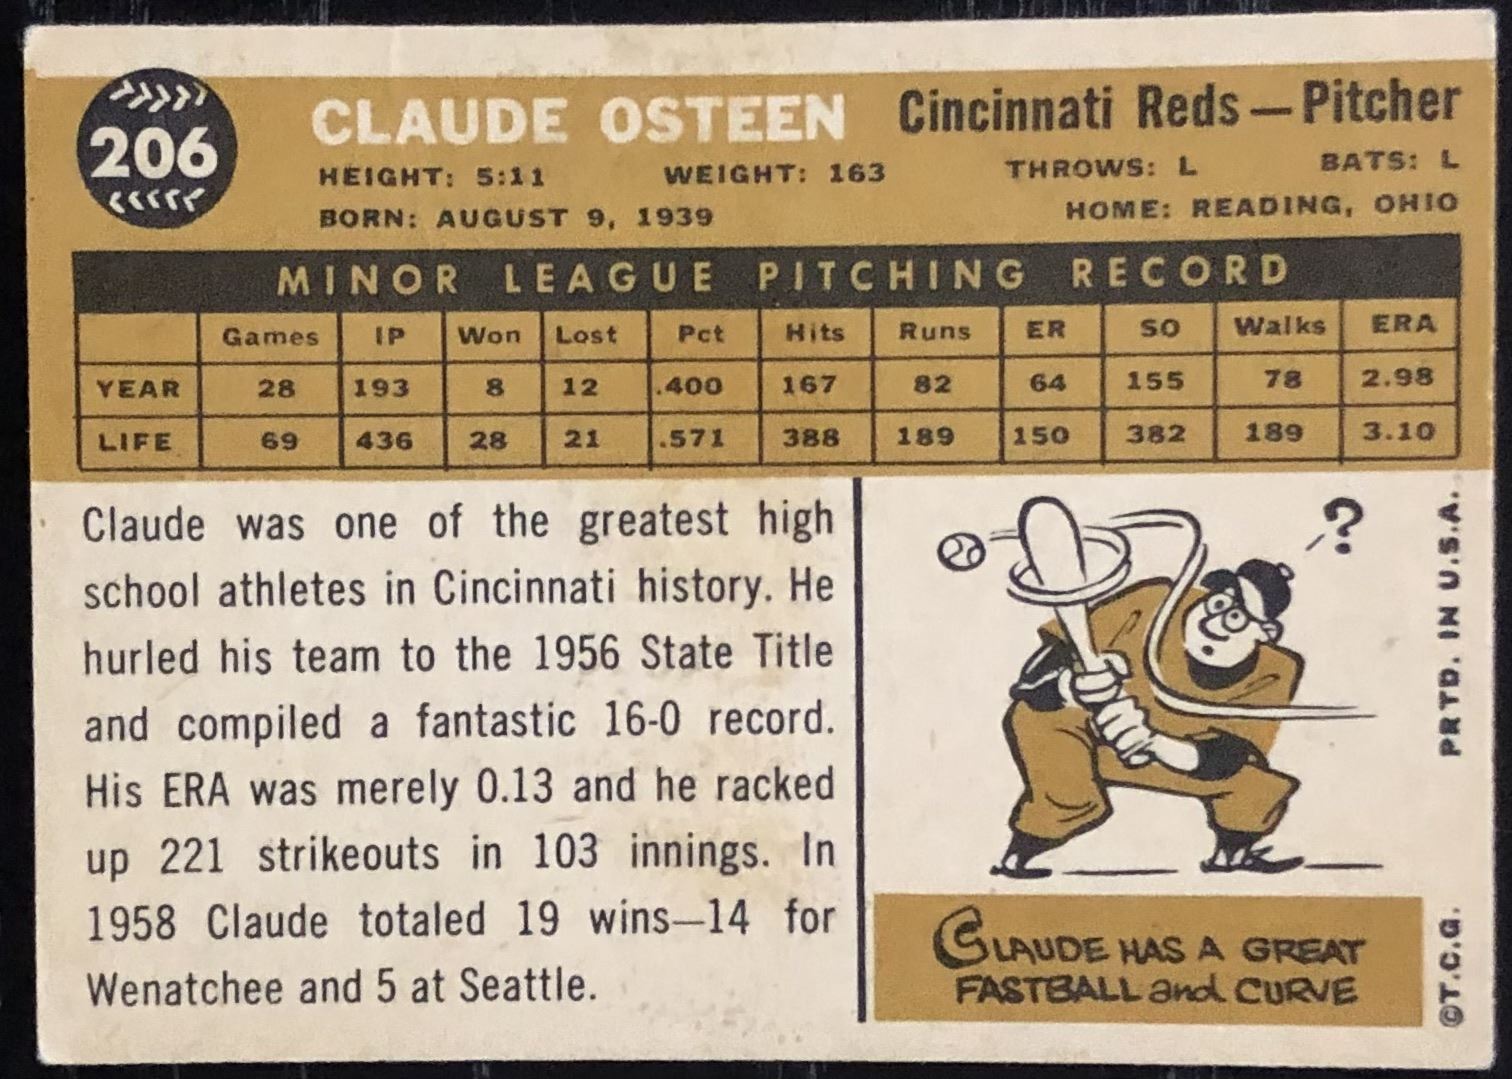 206
CLAUDE OSTEEN Cincinnati Reds — Pitcher
HEIGHT: 5:11 WEIGHT: 163 THROWS: L BATS: L
BORN: AUGUST 9, 1939 HOME: READING, OHIO
MINOR LEAGUE PITCHING RECORD
Games IP Won Lost Pct Hits Runs ER SO Walks ERA
YEAR 28 193 8 12 .400 167 82 64 155 78 2.98
LIFE 69 436 28 21 .571 388 189 150 382 189 3.10
Claude was one of the greatest high
school athletes in Cincinnati history. He
hurled his team to the 1956 State Title
and compiled a fantastic 16-0 record.
His ERA was merely 0.13 and he racked
up 221 strikeouts in 103 innings. In
1958 Claude totaled 19 wins—14 for
Wenatchee and 5 at Seattle.
?
CLAUDE HAS A GREAT
FASTBALL and CURVE
©T.C.G. PRTD. IN U.S.A.